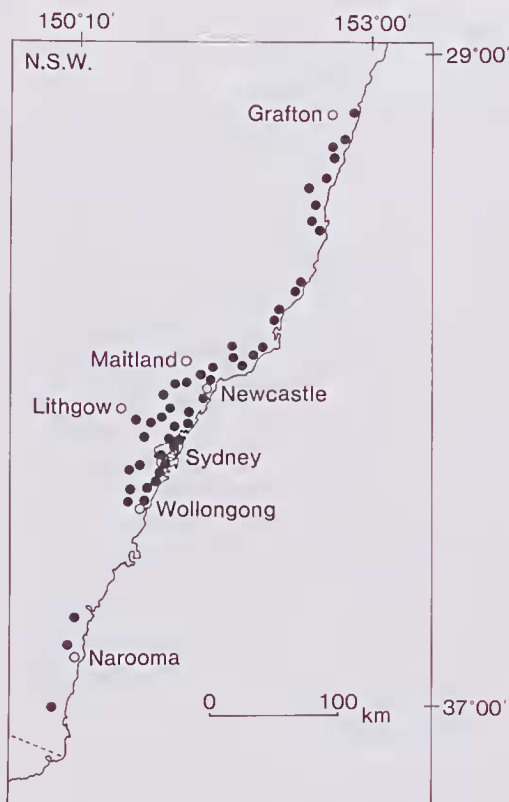 150°10′
153°00′
N.S.W.
29°00′
Grafton
Maitland
Newcastle
Lithgow
Sydney
Wollongong
Narooma
0 100
km
37°00′